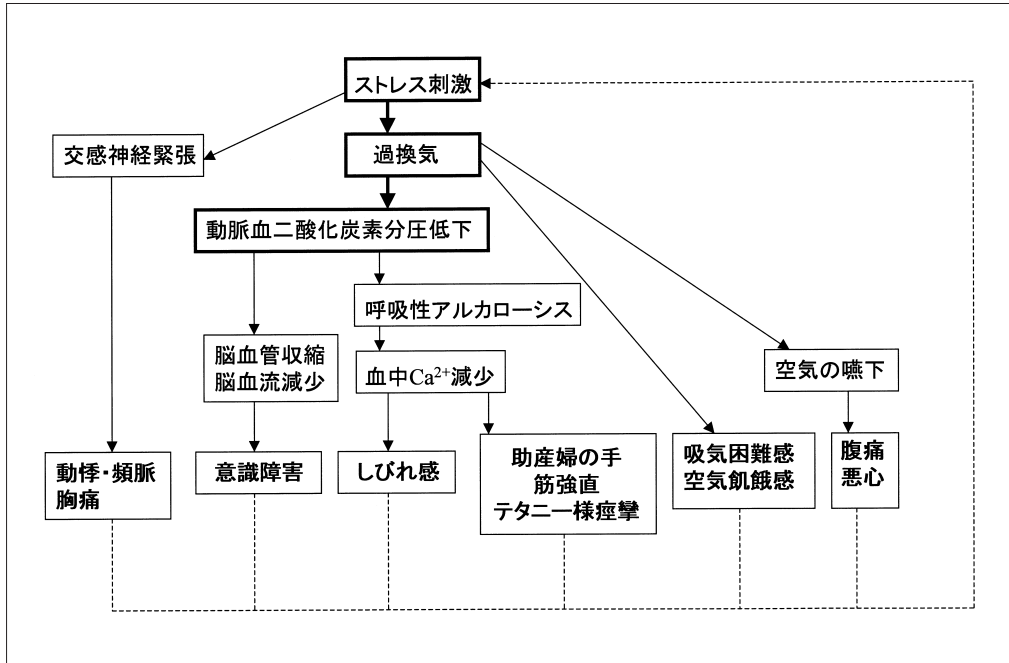 ストレス刺激
交感神経緊張
過換気
動脈血二酸化炭素分圧低下
呼吸性アルカローシス
脳血管収縮
脳血流減少
血中Ca²⁺減少
空気の嚥下
動悸・頻脈
胸痛
意識障害
しびれ感
助産婦の手
筋強直
テタニー様痙攣
吸気困難感
空気飢餓感
腹痛
悪心